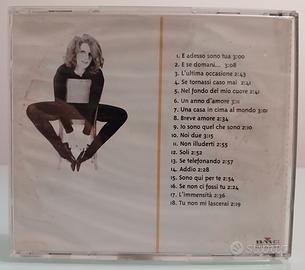 1. E adesso sono tua 3:00
2. E se domani... 3:08
3. L'ultima occasione 2:43
4. Se tornassi caso mai 2:41
5. Nel fondo del mio cuore 2:41
6. Un anno d'amore 3:11
7. Una casa in cima al mondo 3:01
8. Breve amore 2:34
9. Io sono quel che sono 2:10
10. Noi due 3:15
11. Non illuderti 2:55
12. Soli 2:52
13. Se telefonando 2:57
14. Addio 2:28
15. Sono qui per te 2:54
16. Se non ci fossi tu 2:24
17. L'immensità 2:36
18. Tu non mi lascerai 2:19
BMG
subito